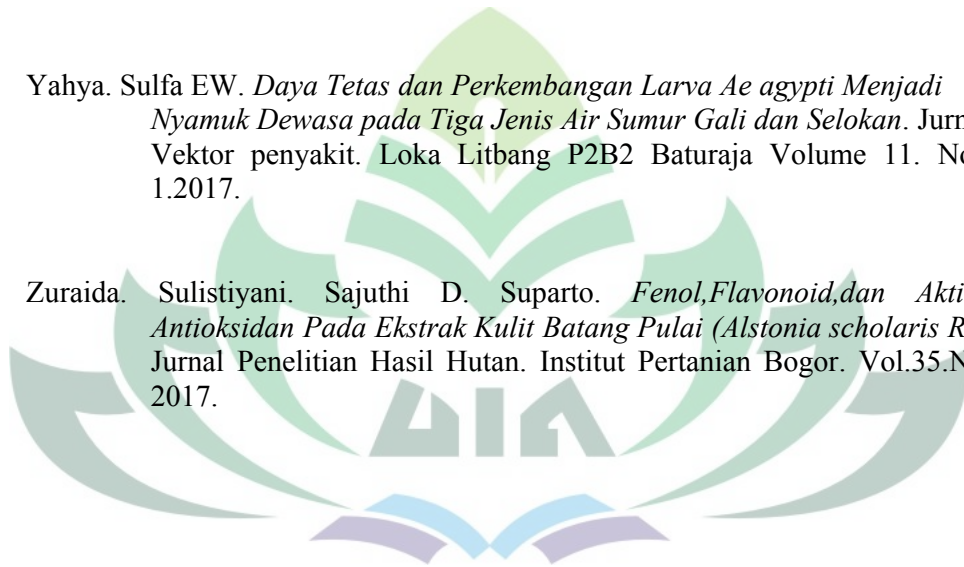 Yahya. Sulfa EW. Daya Tetas dan Perkembangan Larva Ae agypti Menjadi
Nyamuk Dewasa pada Tiga Jenis Air Sumur Gali dan Selokan. Jurn
Vektor penyakit. Loka Litbang P2B2 Baturaja Volume 11. No
1.2017.
Zuraida. Sulistiyani. Sajuthi D. Suparto. Fenol,Flavonoid,dan Akti
Antioksidan Pada Ekstrak Kulit Batang Pulai (Alstonia scholaris R
Jurnal Penelitian Hasil Hutan. Institut Pertanian Bogor. Vol.35.N
2017.
UIN